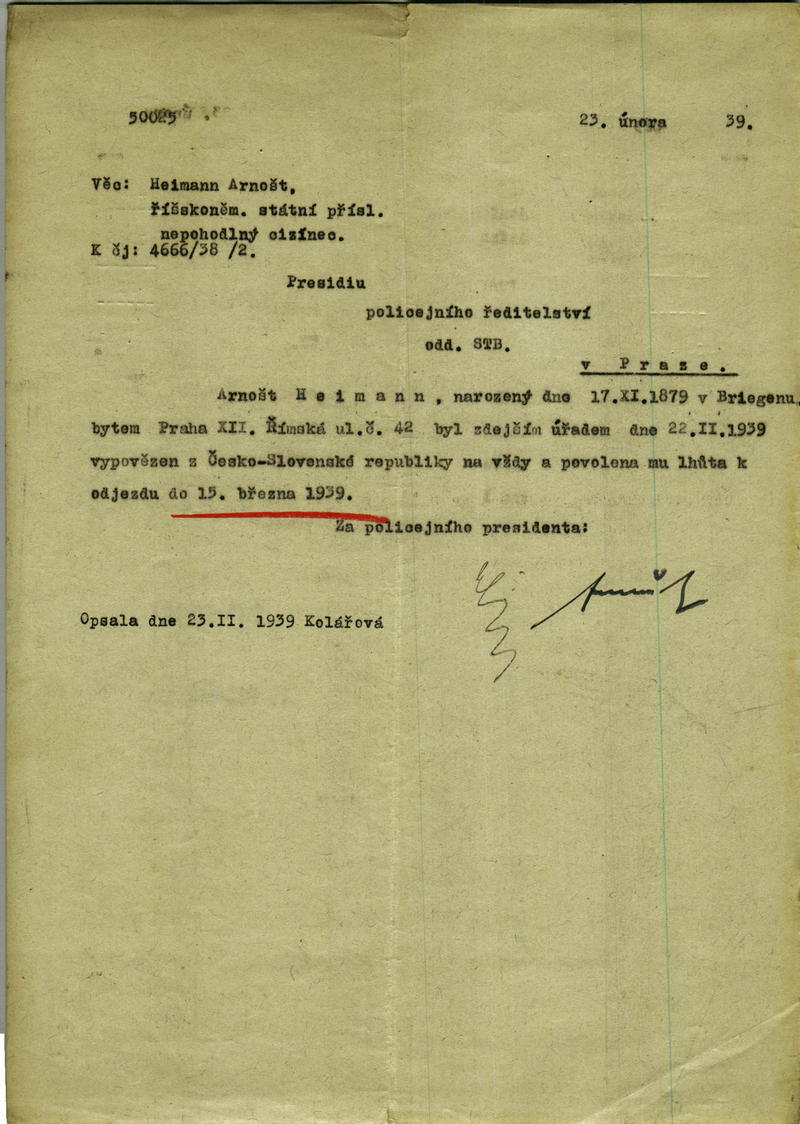 23. února 39.
Věc: Heimann Arnošt,
říšskoněm. státní přísl.
nepohodlný cizinec.
K čj: 4666/38 /2.
Presidiu
policejního ředitelství
odd. STB.
v Praze.
Arnošt Heimann, narozený dne 17.XI.1879 v Briegenu,
bytem Praha XII. Římská ul.č. 42 byl zdejším úřadem dne 22.II.1939
vypovězen z Česko-Slovenské republiky na vždy a povolena mu lhůta k
odjezdu do 15. března 1939.
Za policejního presidenta:
Opsala dne 23.II. 1939 Kolářová